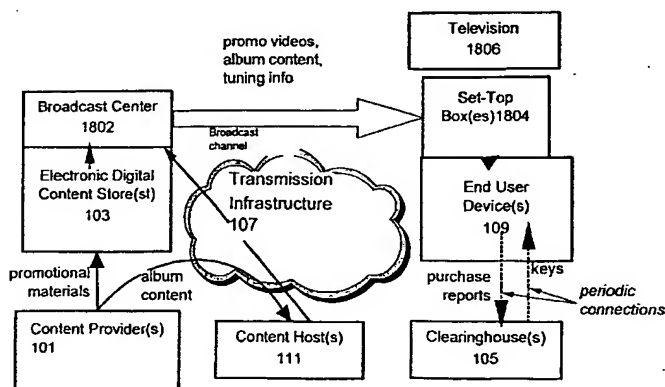 promo videos,
album content,
tuning info
Television
1806
Broadcast Center
1802
Set-Top
Box(es)1804
Broadcast
channel
Electronic Digital
Content Store(st)
103
Transmission
Infrastructure
107
End User
Device(s)
109
promotional
materials
album
content
purchase
reports
keys
periodic
connections
Content Provider(s)
101
Content Host(s)
111
Clearinghouse(s)
105